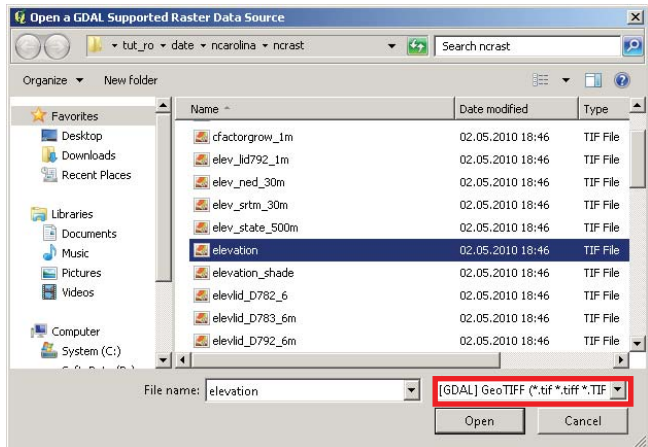 Open a GDAL Supported Raster Data Source
tut_ro date ncarolina ncrast
Search ncrast
Organize New folder
Favorites
Desktop
Downloads
Recent Places
Libraries
Documents
Music
Pictures
Videos
Computer
System (C:)
Name Date modified Type
cfactorgrow_1m 02.05.2010 18:46 TIF File
elev_lid792_1m 02.05.2010 18:46 TIF File
elev_ned_30m 02.05.2010 18:46 TIF File
elev_srtm_30m 02.05.2010 18:46 TIF File
elev_state_500m 02.05.2010 18:46 TIF File
elevation 02.05.2010 18:46 TIF File
elevation_shade 02.05.2010 18:46 TIF File
elevlid_D782_6 02.05.2010 18:46 TIF File
elevlid_D783_6m 02.05.2010 18:46 TIF File
elevlid_D792_6m 02.05.2010 18:46 TIF File
File name: elevation
[GDAL] GeoTIFF (*.tif *.tiff *.TIF
Open Cancel